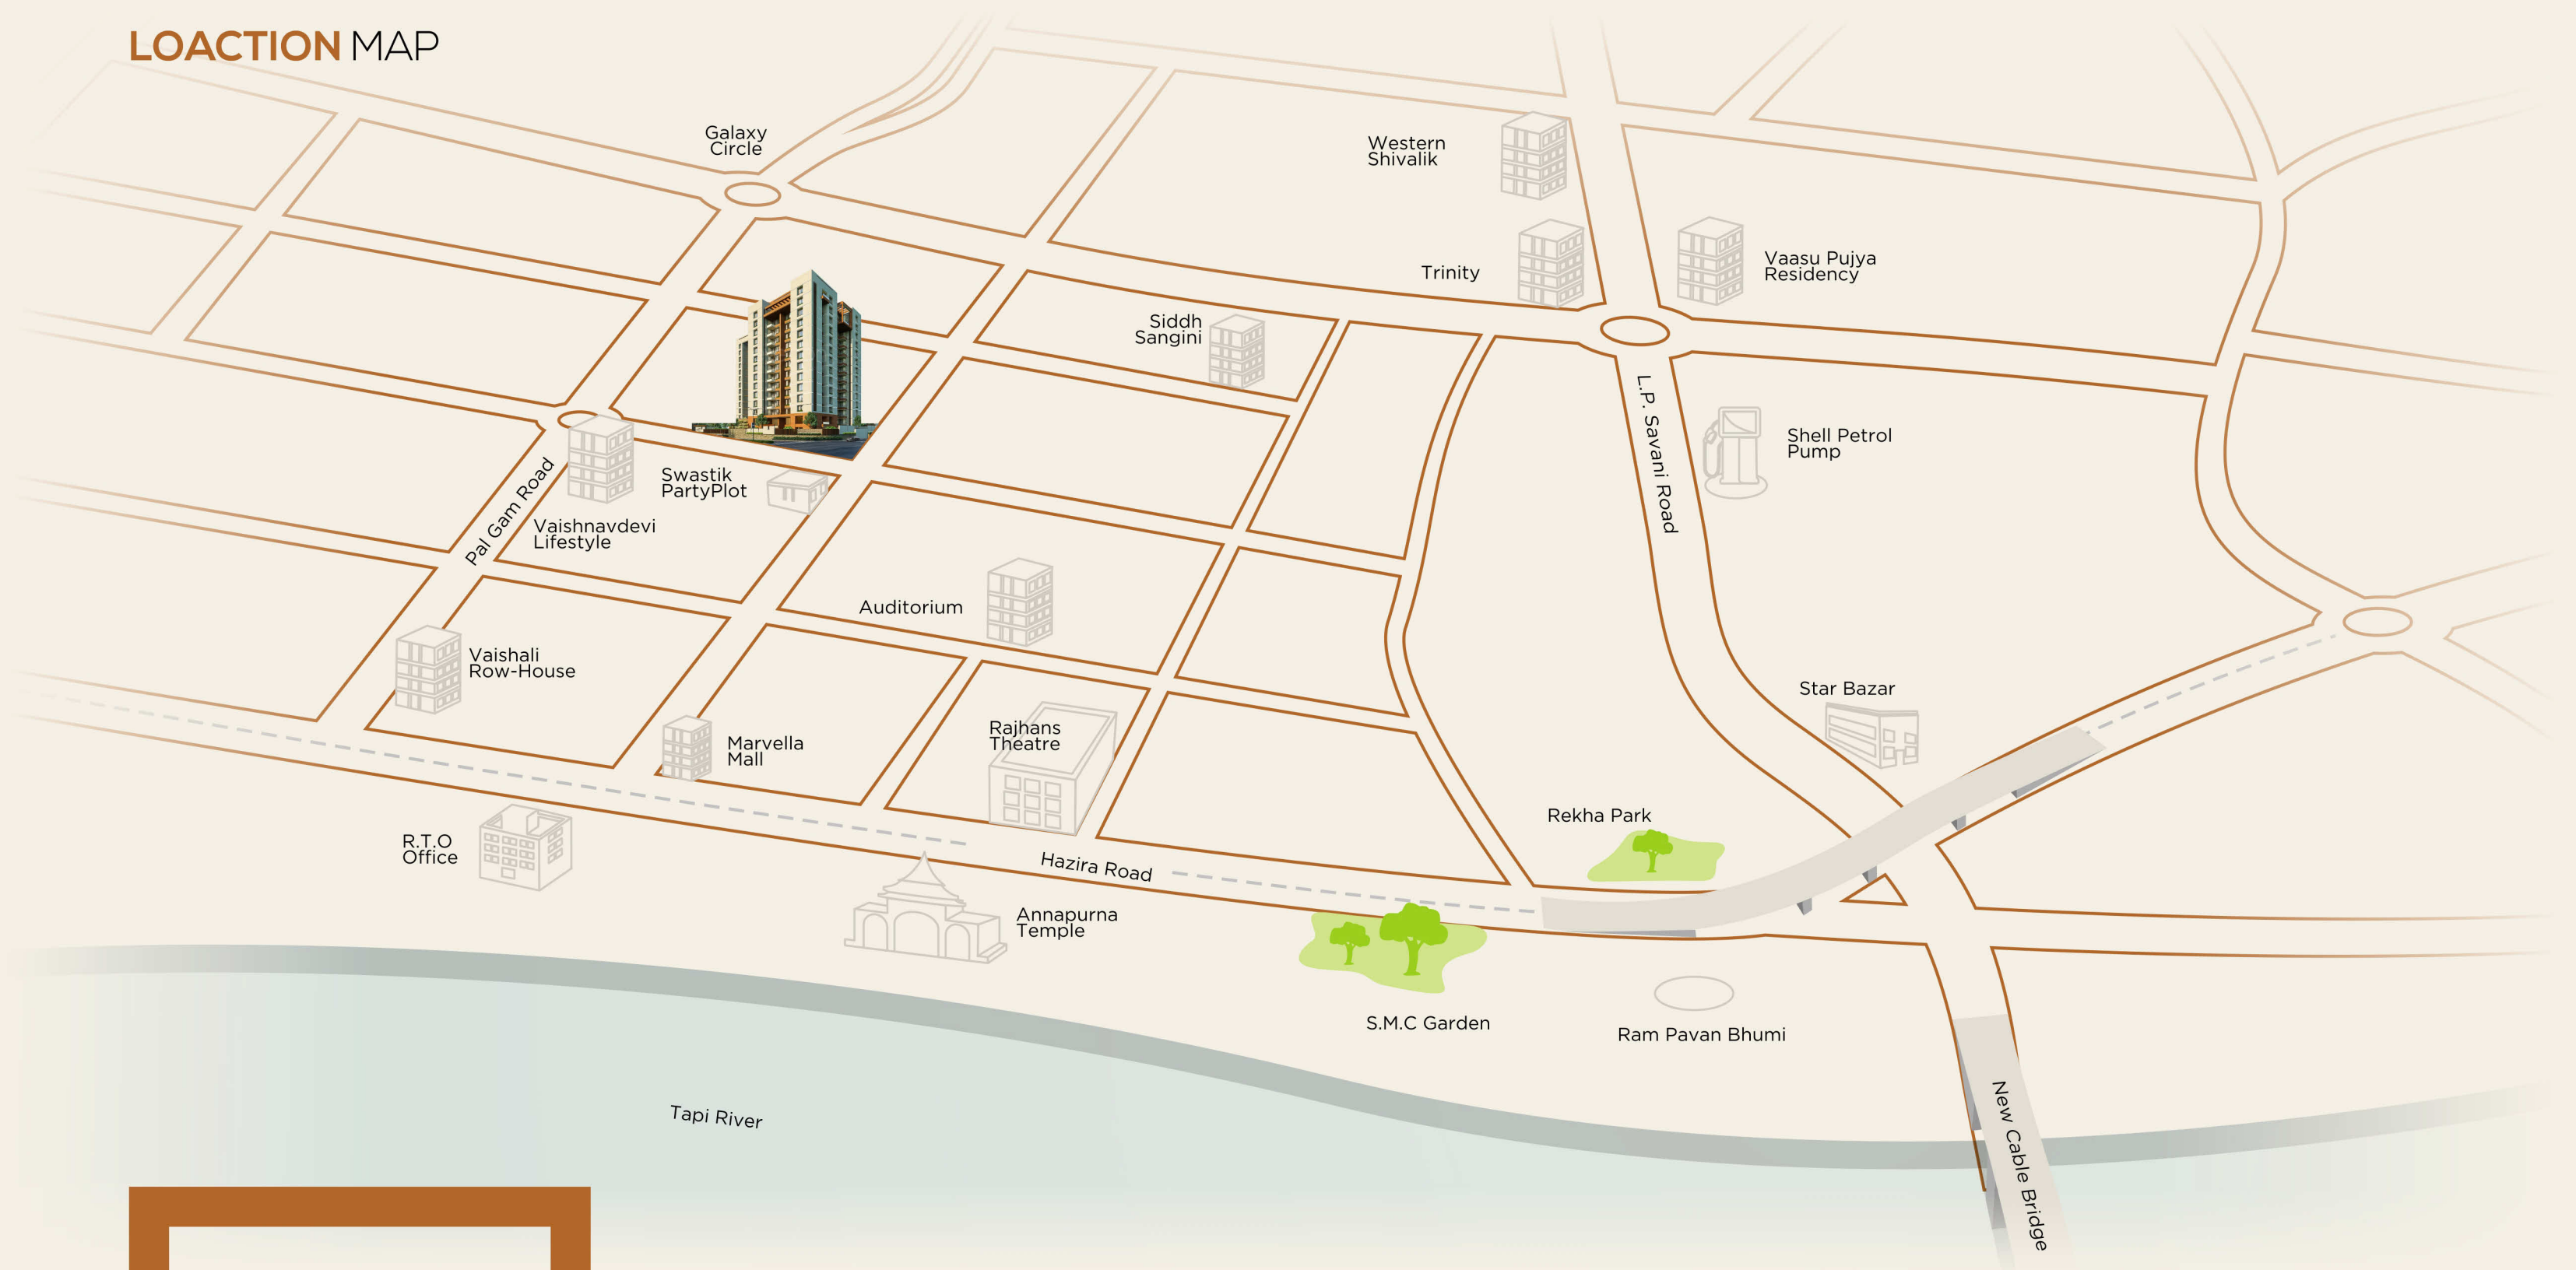 LOACTION MAP
Galaxy
Circle
Western
Shivalik
Trinity
Vaasu Pujya
Residency
Siddh
Sangini
L.P. Savani Road
Shell Petrol
Pump
Swastik
PartyPlot
Pal Gam Road
Vaishnavdevi
Lifestyle
Auditorium
Vaishali
Row-House
Star Bazar
Marvella
Mall
Rajhans
Theatre
Rekha Park
R.T.O
Office
Hazira Road
Annapurna
Temple
S.M.C Garden
Ram Pavan Bhumi
Tapi River
New Cable Bridge